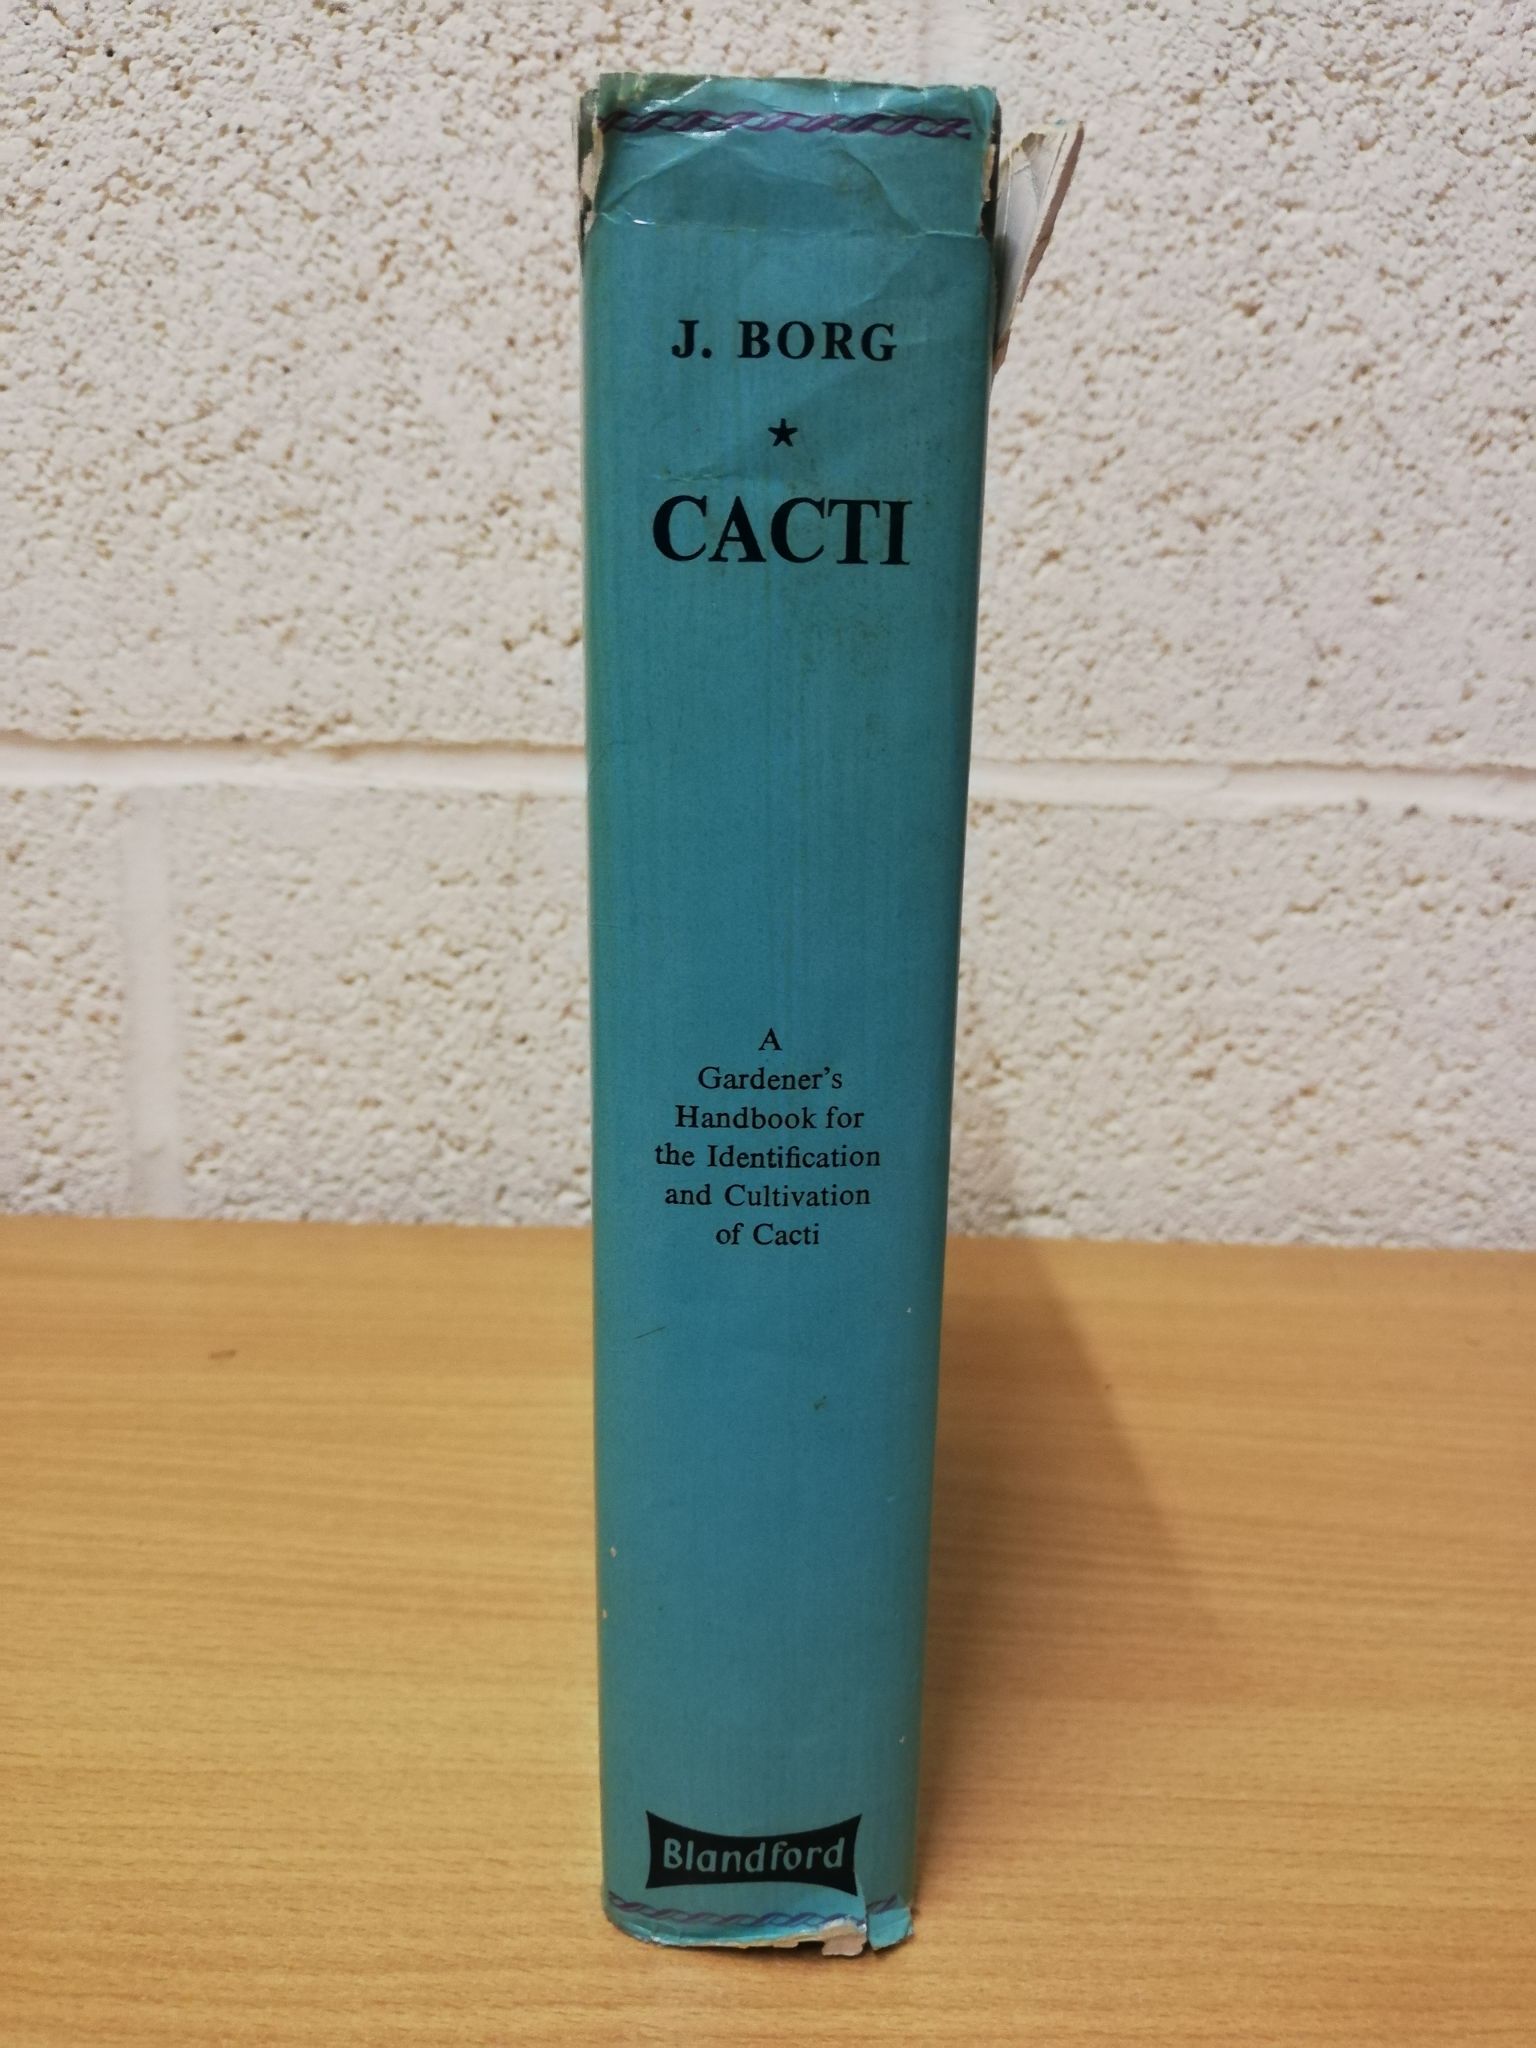 J. BORG
★
CACTI
A
Gardener's
Handbook for
the Identification
and Cultivation
of Cacti
Blandford